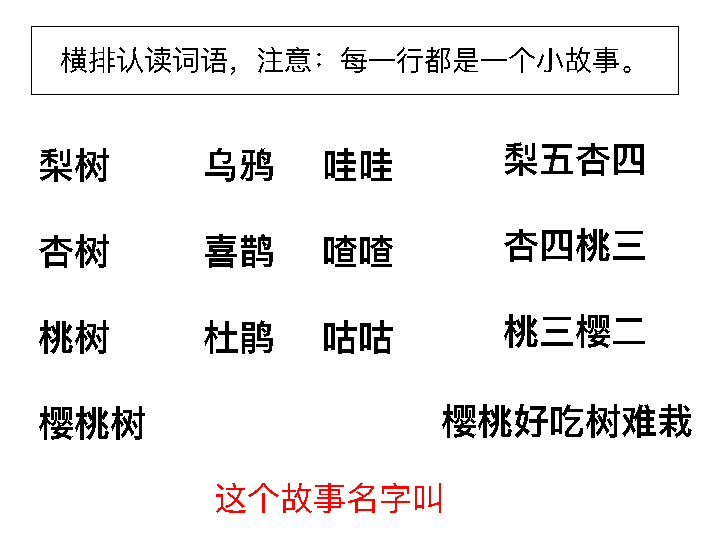 横排认读词语，注意：每一行都是一个小故事。
梨树 乌鸦 哇哇 梨五杏四
杏树 喜鹊 喳喳 杏四桃三
桃树 杜鹃 咕咕 桃三樱二
樱桃树 樱桃好吃树难栽
这个故事名字叫